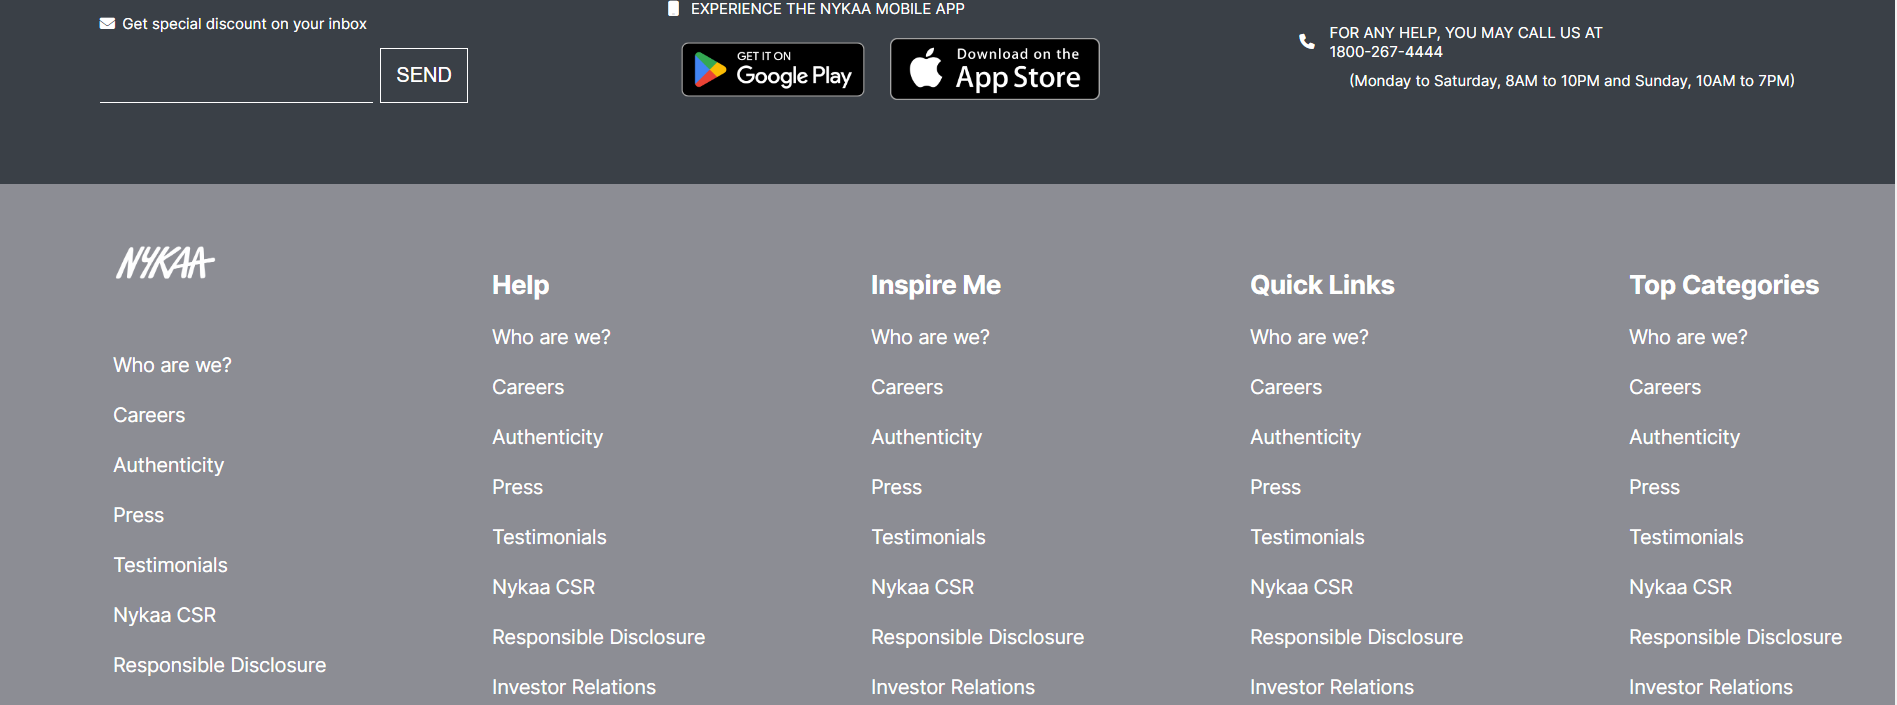 Get special discount on your inbox
SEND
EXPERIENCE THE NYKAA MOBILE APP
GET IT ON
Google Play
Download on the
App Store
FOR ANY HELP, YOU MAY CALL US AT
1800-267-4444
(Monday to Saturday, 8AM to 10PM and Sunday, 10AM to 7PM)
NYKAA
Who are we?
Careers
Authenticity
Press
Testimonials
Nykaa CSR
Responsible Disclosure
Help
Who are we?
Careers
Authenticity
Press
Testimonials
Nykaa CSR
Responsible Disclosure
Investor Relations
Inspire Me
Who are we?
Careers
Authenticity
Press
Testimonials
Nykaa CSR
Responsible Disclosure
Investor Relations
Quick Links
Who are we?
Careers
Authenticity
Press
Testimonials
Nykaa CSR
Responsible Disclosure
Investor Relations
Top Categories
Who are we?
Careers
Authenticity
Press
Testimonials
Nykaa CSR
Responsible Disclosure
Investor Relations